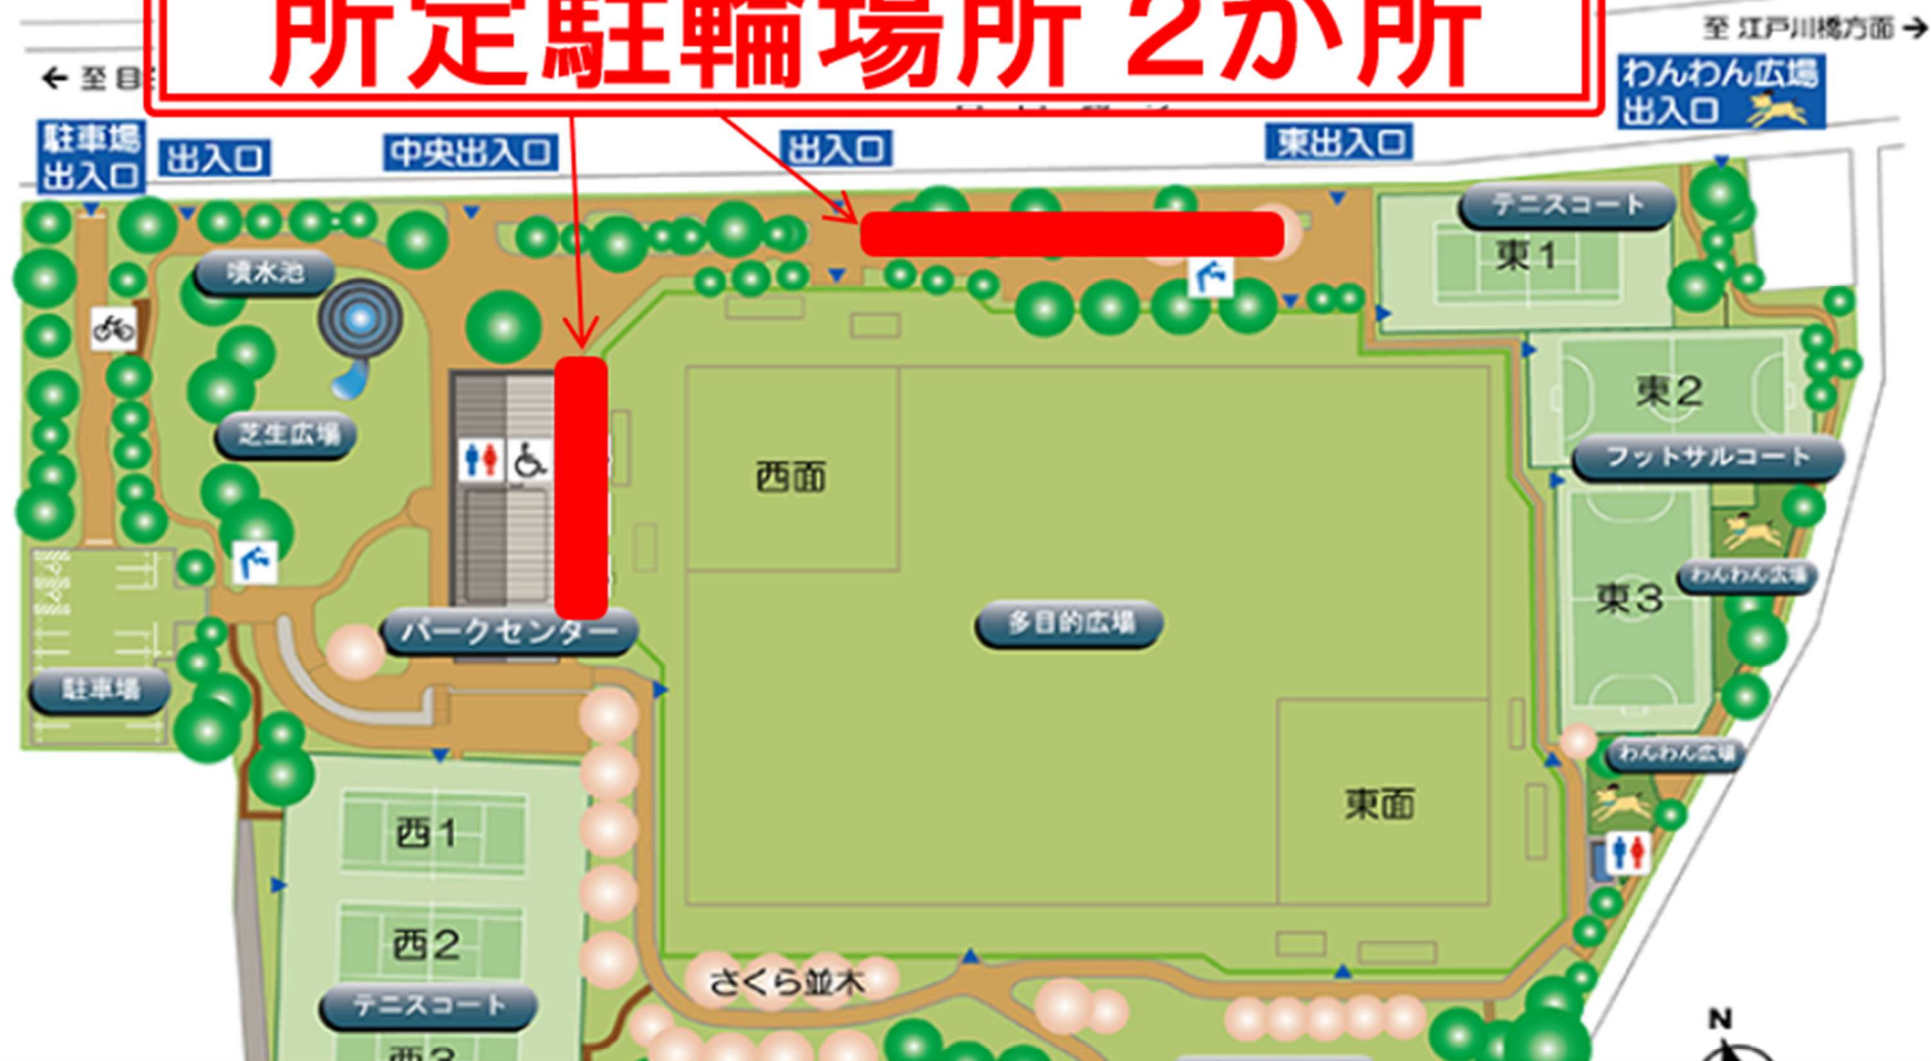 所定駐輪場所 2か所
至 江戸川橋方面 →
← 至 目
わんわん広場
出入口
駐車場
出入口
出入口
中央出入口
出入口
東出入口
テニスコート
東1
噴水池
東2
芝生広場
フットサルコート
西面
わんわん広場
東3
多目的広場
パークセンター
駐車場
わんわん広場
東面
西1
西2
さくら並木
テニスコート
西3
N